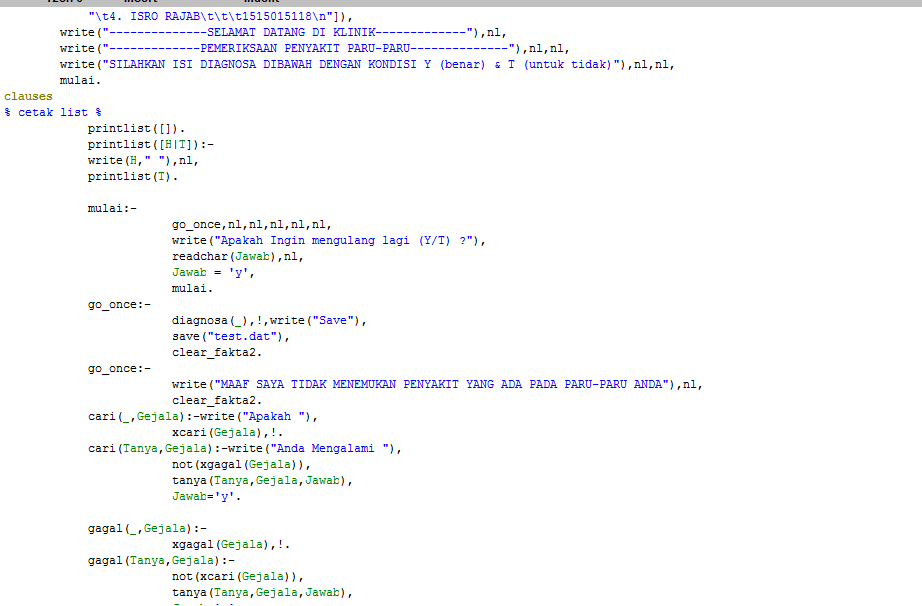 "\t4. ISRO RAJAB\t\t\t1515015118\n"]),
write("--------------SELAMAT DATANG DI KLINIK-------------"),nl,
write("-------------PEMERIKSAAN PENYAKIT PARU-PARU--------------"),nl,nl,
write("SILAHKAN ISI DIAGNOSA DIBAWAH DENGAN KONDISI Y (benar) & T (untuk tidak)"),nl,nl,
mulai.
clauses
% cetak list %
printlist([]).
printlist([H|T]):-
write(H," "),nl,
printlist(T).
mulai:-
go_once,nl,nl,nl,nl,nl,
write("Apakah Ingin mengulang lagi (Y/T) ?"),
readchar(Jawab),nl,
Jawab = 'y',
mulai.
go_once:-
diagnosa(_),!,write("Save"),
save("test.dat"),
clear_fakta2.
go_once:-
write("MAAF SAYA TIDAK MENEMUKAN PENYAKIT YANG ADA PADA PARU-PARU ANDA"),nl,
clear_fakta2.
cari(_,Gejala):-write("Apakah "),
xcari(Gejala),!.
cari(Tanya,Gejala):-write("Anda Mengalami "),
not(xgagal(Gejala)),
tanya(Tanya,Gejala,Jawab),
Jawab='y'.
gagal(_,Gejala):-
xgagal(Gejala),!.
gagal(Tanya,Gejala):-
not(xcari(Gejala)),
tanya(Tanya,Gejala,Jawab),